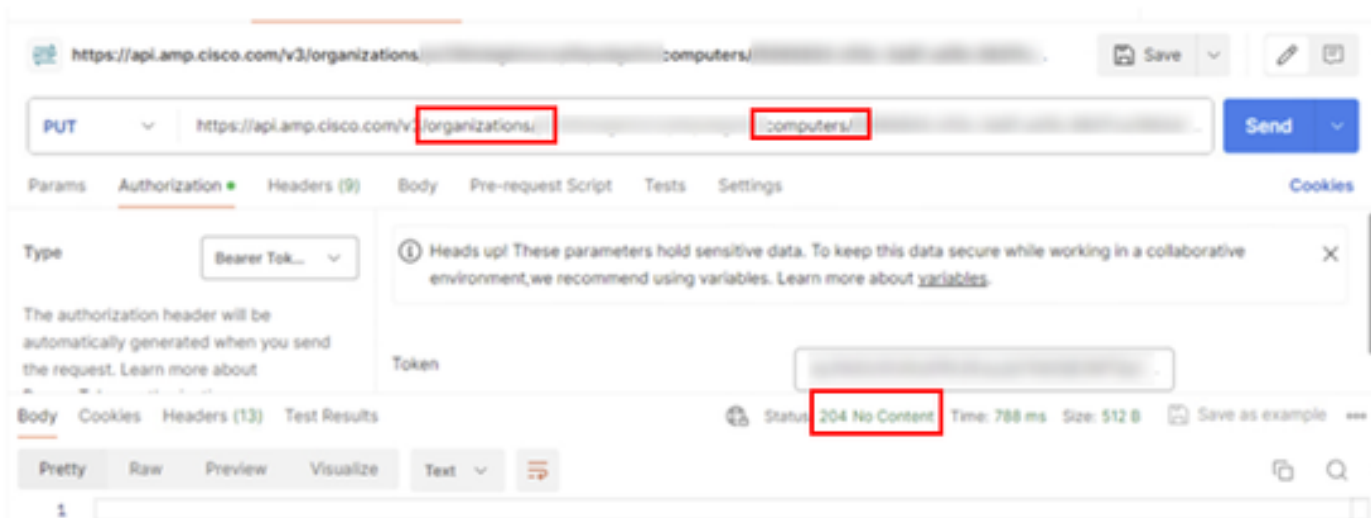 https://api.amp.cisco.com/v3/organizations computers/
Save
PUT https://api.amp.cisco.com/v /organizations/ computers/ Send
Params Authorization Headers (9) Body Pre-request Script Tests Settings Cookies
Type Bearer Tok...
Heads up! These parameters hold sensitive data. To keep this data secure while working in a collaborative
environment,we recommend using variables. Learn more about variables.
The authorization header will be
automatically generated when you send
the request. Learn more about
Token
Body Cookies Headers (13) Test Results Status 204 No Content Time: 788 ms Size: 512 B Save as example
Pretty Raw Preview Visualize Text
1